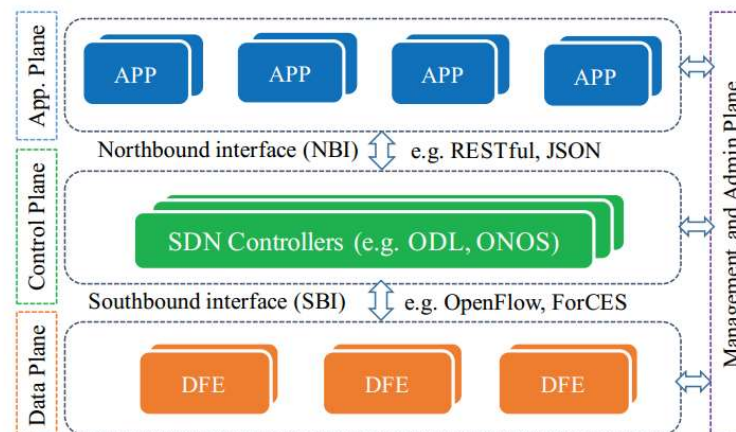 App. Plane
APP
APP
APP
APP
Northbound interface (NBI)
e.g. RESTful, JSON
Control Plane
SDN Controllers (e.g. ODL, ONOS)
Southbound interface (SBI)
e.g. OpenFlow, ForCES
Data Plane
DFE
DFE
DFE
Management and Admin Plane